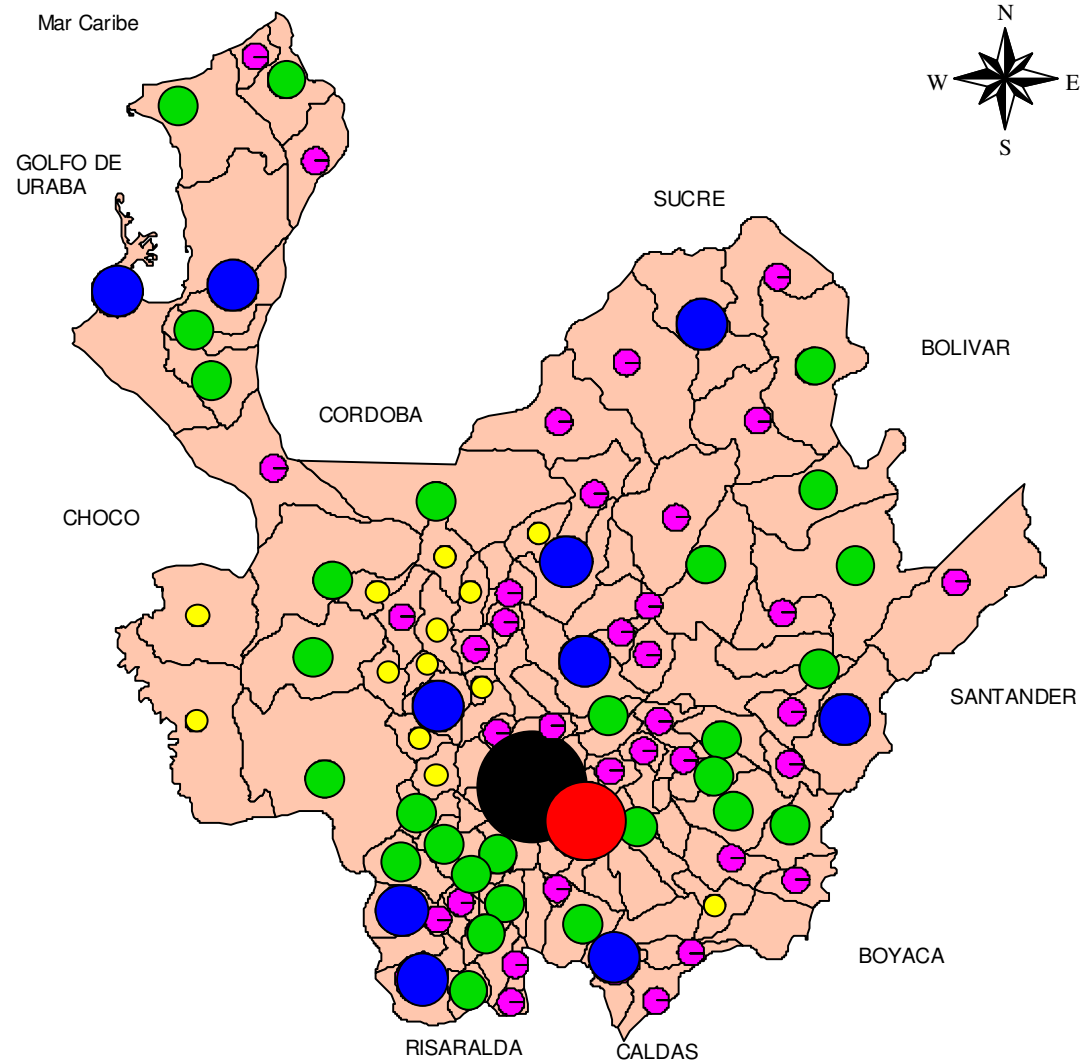 Mar Caribe
N
W
E
S
GOLFO DE
URABA
SUCRE
BOLIVAR
CORDOBA
CHOCO
SANTANDER
BOYACA
RISARALDA
CALDAS